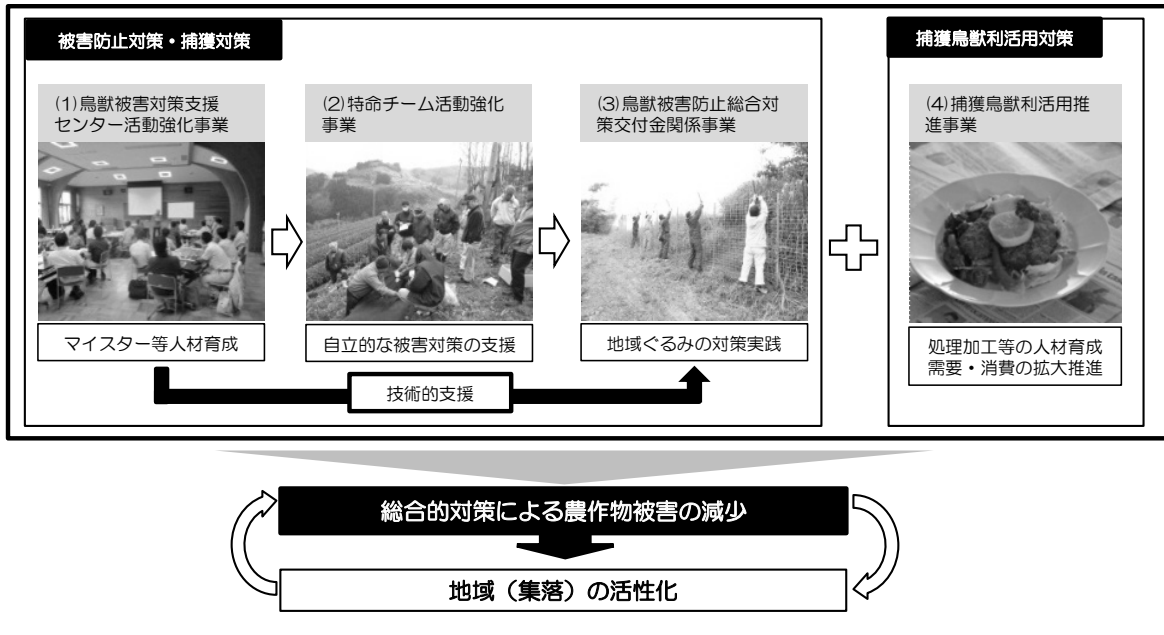 被害防止対策・捕獲対策
(1)鳥獣被害対策支援
センター活動強化事業
マイスター等人材育成
(2)特命チーム活動強化
事業
自立的な被害対策の支援
(3)鳥獣被害防止総合対
策交付金関係事業
地域ぐるみの対策実践
技術的支援
捕獲鳥獣利活用対策
(4)捕獲鳥獣利活用推
進事業
処理加工等の人材育成
需要・消費の拡大推進
総合的対策による農作物被害の減少
地域（集落）の活性化